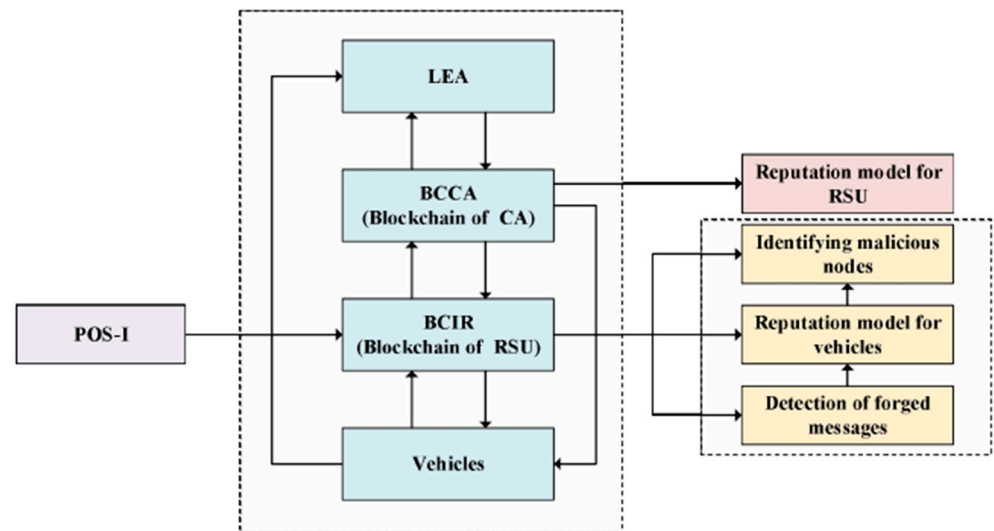 LEA
BCCA
(Blockchain of CA)
BCIR
(Blockchain of RSU)
Vehicles
POS-I
Reputation model for
RSU
Identifying malicious
nodes
Reputation model for
vehicles
Detection of forged
messages